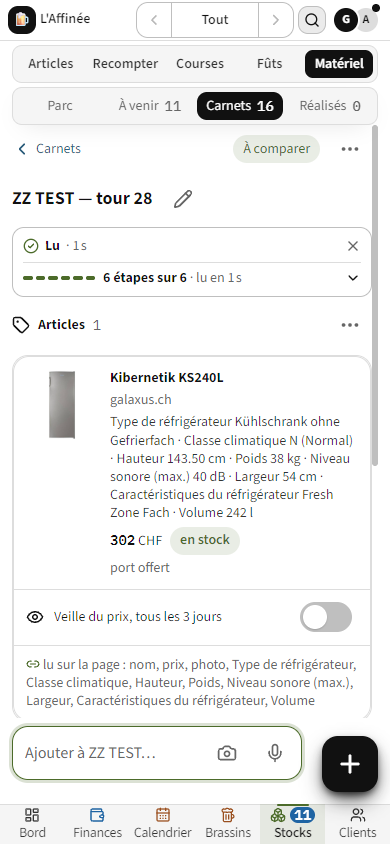 L'Affinée
Tout
G
A
Articles
Recompter
Courses
Fûts
Matériel
Parc
À venir 11
Carnets 16
Réalisés 0
Carnets
À comparer
ZZ TEST — tour 28
Lu · 1 s
6 étapes sur 6 · lu en 1 s
Articles 1
Kibernetik KS240L
galaxus.ch
Type de réfrigérateur Kühlschrank ohne
Gefrierfach · Classe climatique N (Normal)
· Hauteur 143.50 cm · Poids 38 kg · Niveau
sonore (max.) 40 dB · Largeur 54 cm ·
Caractéristiques du réfrigérateur Fresh
Zone Fach · Volume 242 l
302 CHF en stock
port offert
Veille du prix, tous les 3 jours
lu sur la page : nom, prix, photo, Type de réfrigérateur,
Classe climatique, Hauteur, Poids, Niveau sonore (max.),
Largeur, Caractéristiques du réfrigérateur, Volume
Ajouter à ZZ TEST…
11
Bord
Finances
Calendrier
Brassins
Stocks
Clients